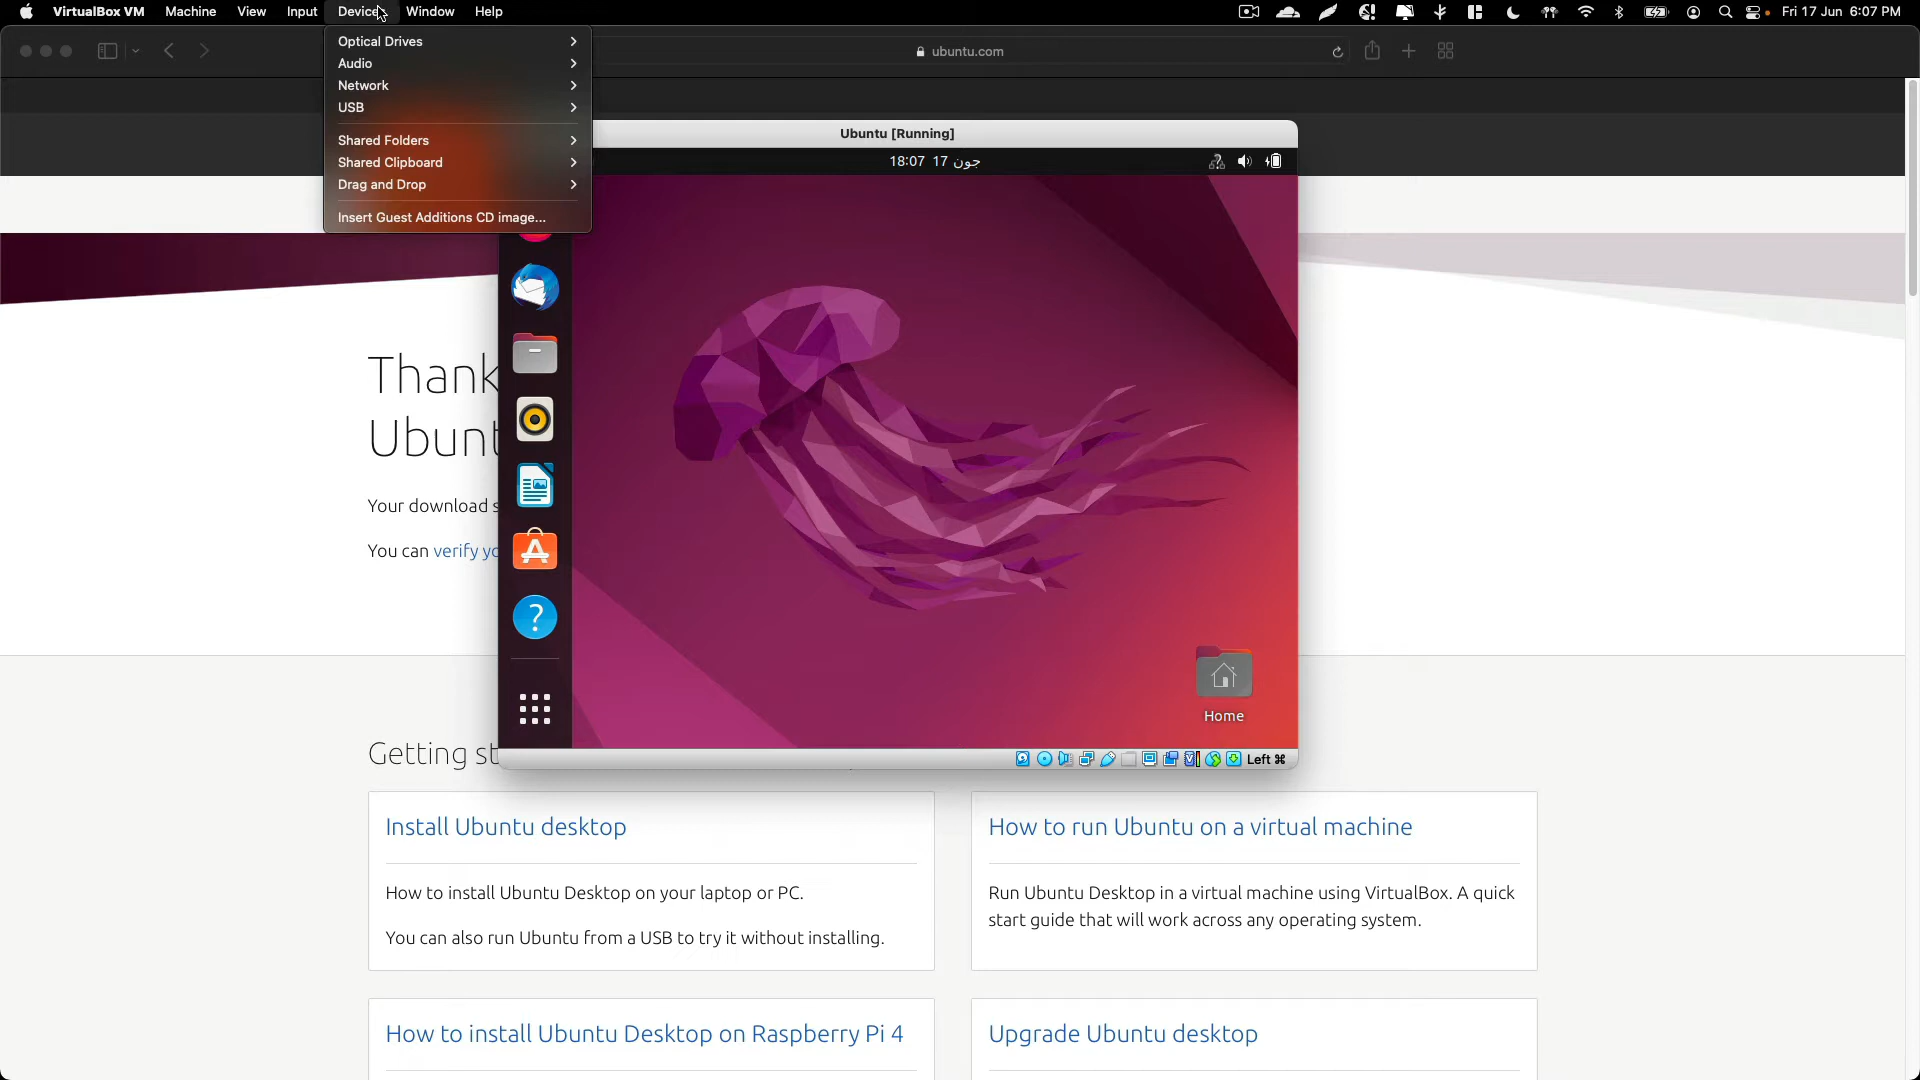 VirtualBox VM Machine View Input Devices Window Help Fri 17 Jun 6:07 PM
Optical Drives
Audio
Network
USB
Shared Folders
Shared Clipboard
Drag and Drop
Insert Guest Additions CD image...
ubuntu.com
Ubuntu [Running]
18:07 17 جون
Home
Left ⌘
Thank
Ubunt
Your download s
You can verify yo
Getting st
Install Ubuntu desktop
How to install Ubuntu Desktop on your laptop or PC.
You can also run Ubuntu from a USB to try it without installing.
How to run Ubuntu on a virtual machine
Run Ubuntu Desktop in a virtual machine using VirtualBox. A quick
start guide that will work across any operating system.
How to install Ubuntu Desktop on Raspberry Pi 4
Upgrade Ubuntu desktop